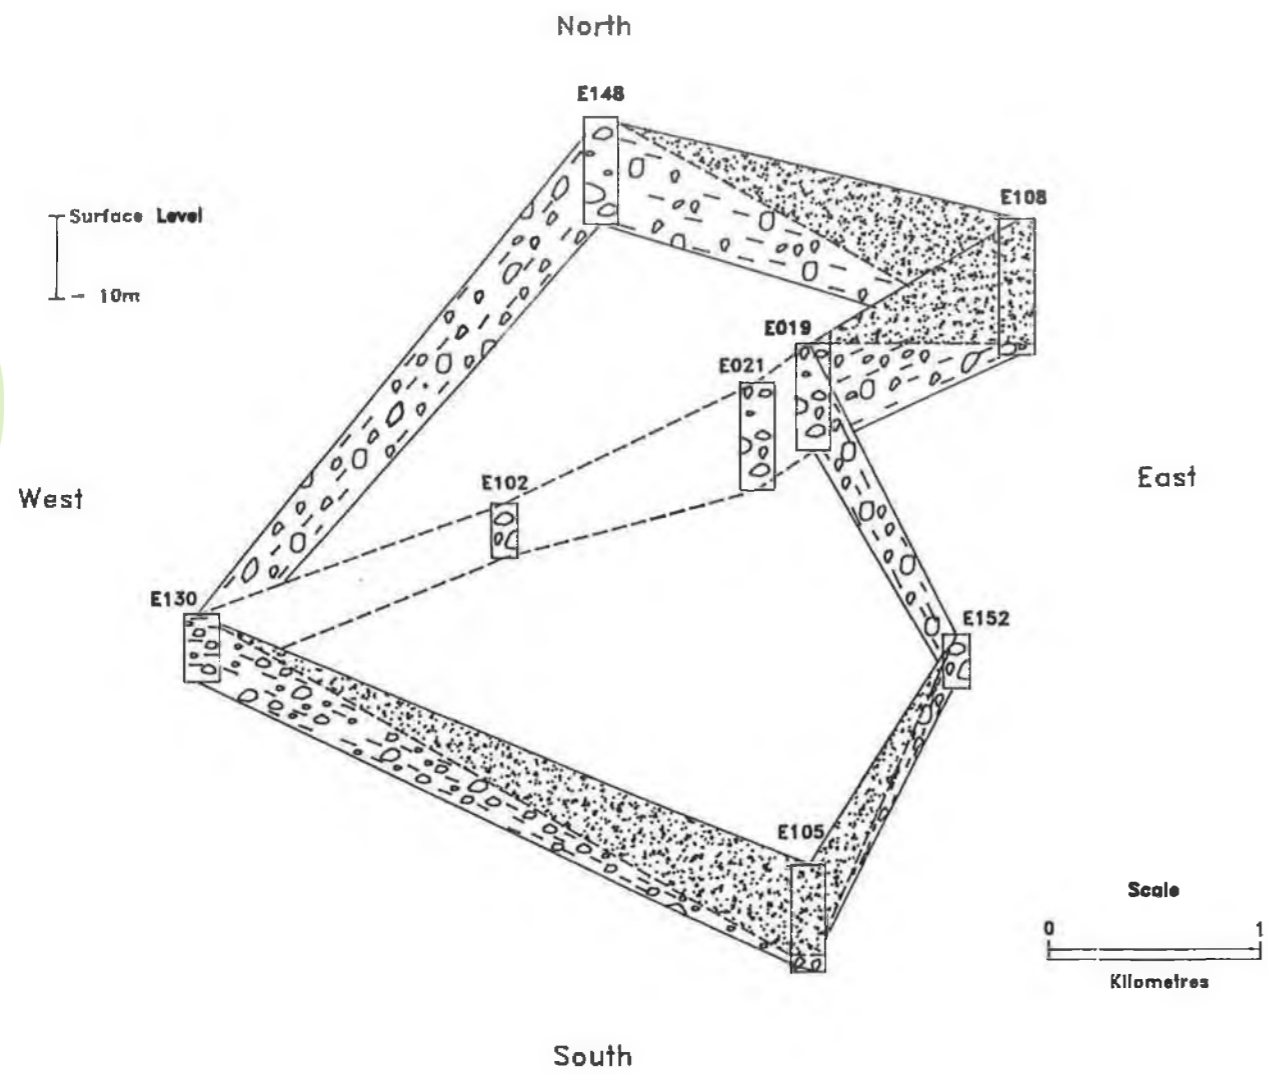 North
E148
Surface Level
E108
- 10m
E019
E021
East
E102
West
E130
E152
E105
Scale
0 1
Kilometres
South